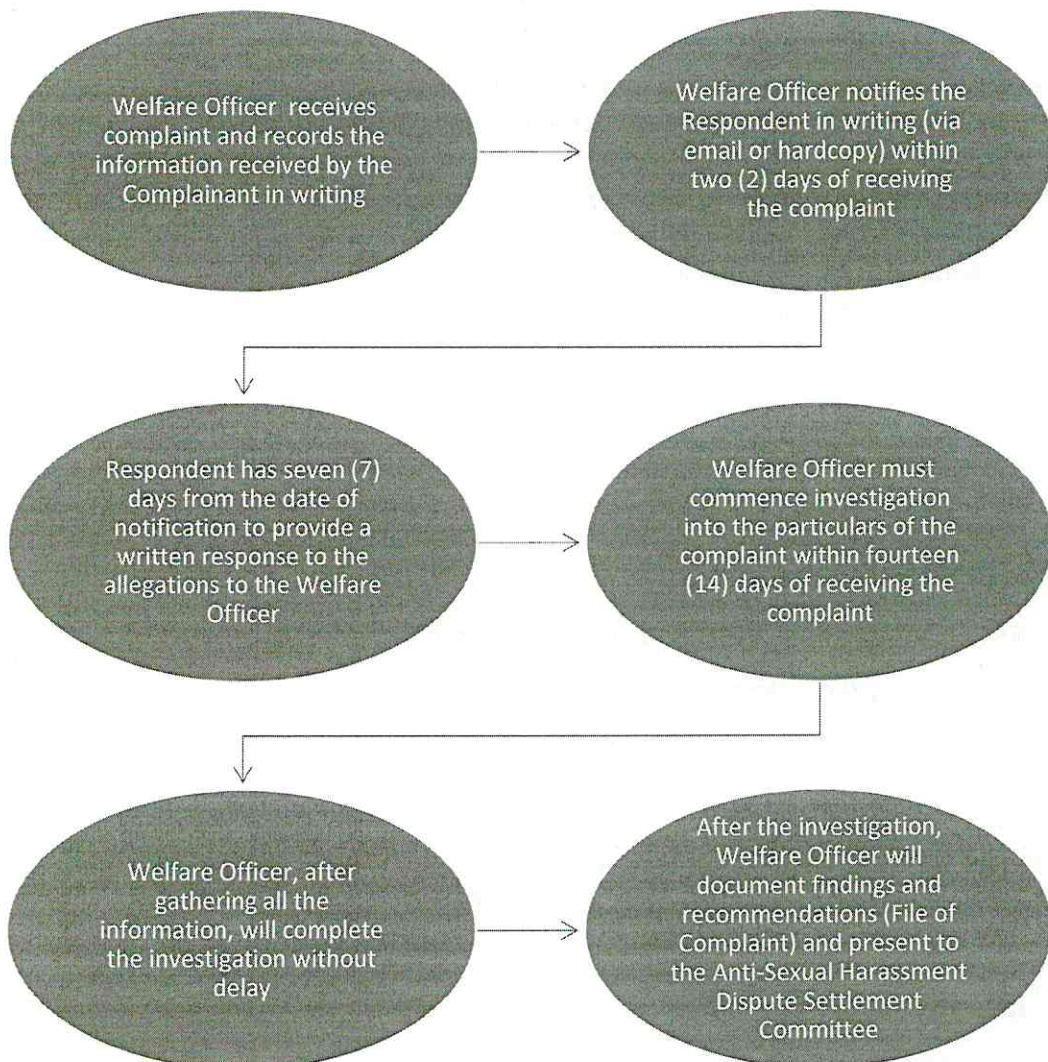 Welfare Officer receives
complaint and records the
information received by the
Complainant in writing
Welfare Officer notifies the
Respondent in writing (via
email or hardcopy) within
two (2) days of receiving
the complaint
Respondent has seven (7)
days from the date of
notification to provide a
written response to the
allegations to the Welfare
Officer
Welfare Officer must
commence investigation
into the particulars of the
complaint within fourteen
(14) days of receiving the
complaint
Welfare Officer, after
gathering all the
information, will complete
the investigation without
delay
After the investigation,
Welfare Officer will
document findings and
recommendations (File of
Complaint) and present to
the Anti-Sexual Harassment
Dispute Settlement
Committee